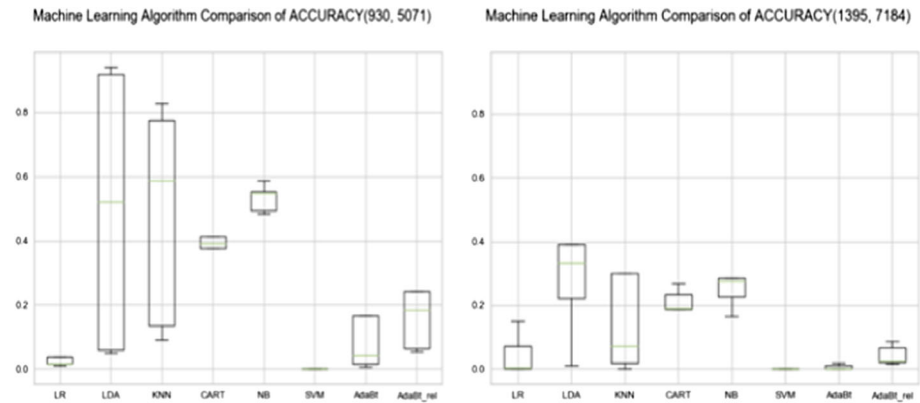 Machine Learning Algorithm Comparison of ACCURACY(930, 5071)
0.8
0.6
0.4
0.2
0.0
LR LDA KNN CART NB SVM AdaBt AdaBt_rel
Machine Learning Algorithm Comparison of ACCURACY(1395, 7184)
0.8
0.6
0.4
0.2
0.0
LR LDA KNN CART NB SVM AdaBt AdaBt_rel